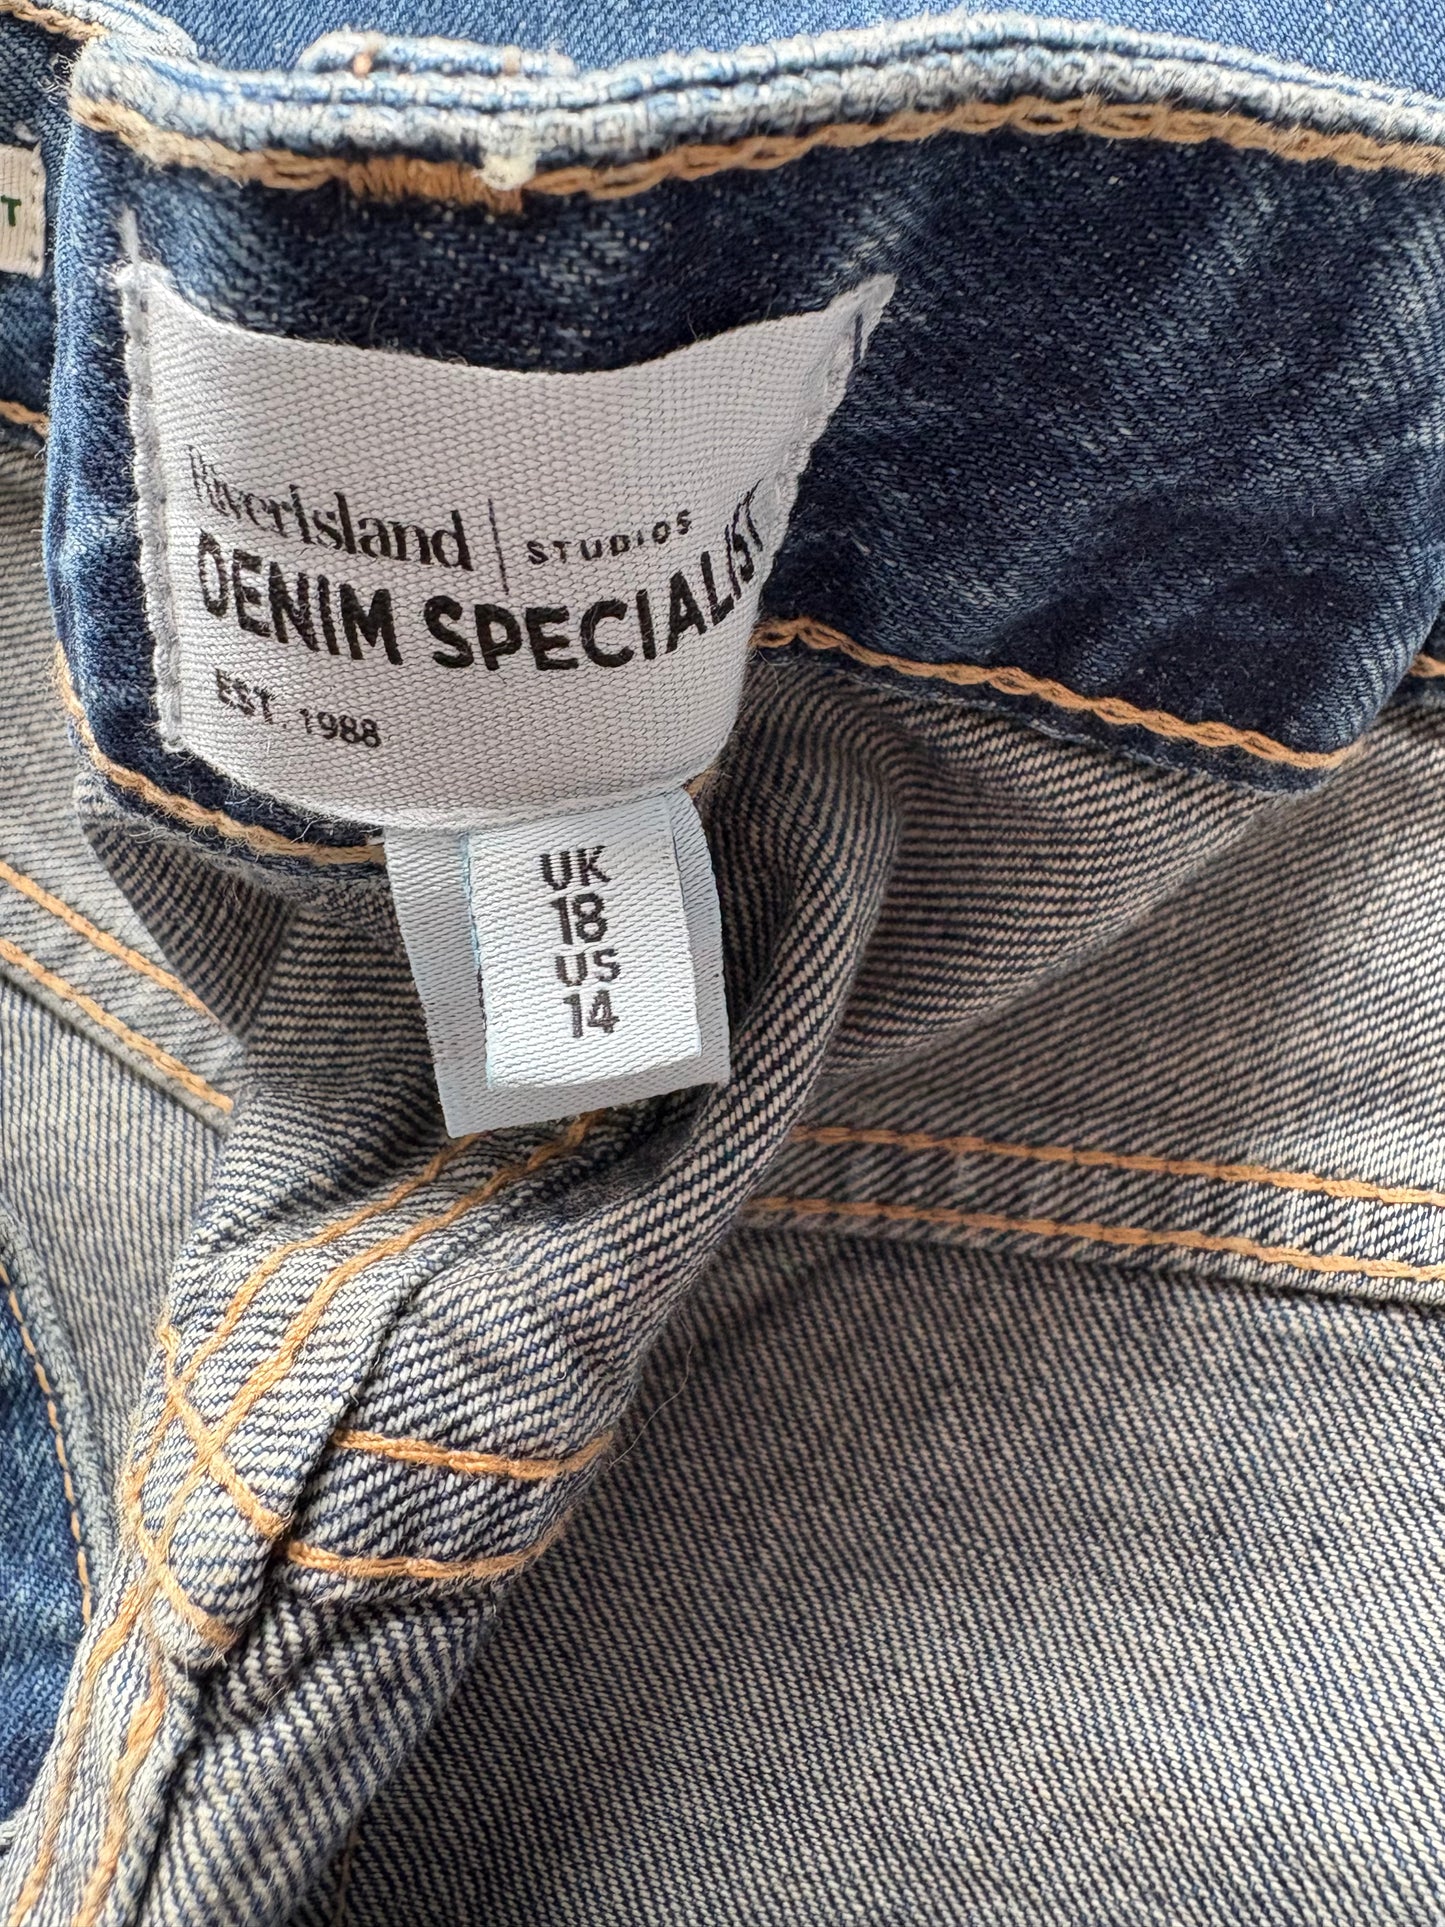 T
RiverIsland | STUDIOS
DENIM SPECIALIST
EST. 1988
UK
18
US
14